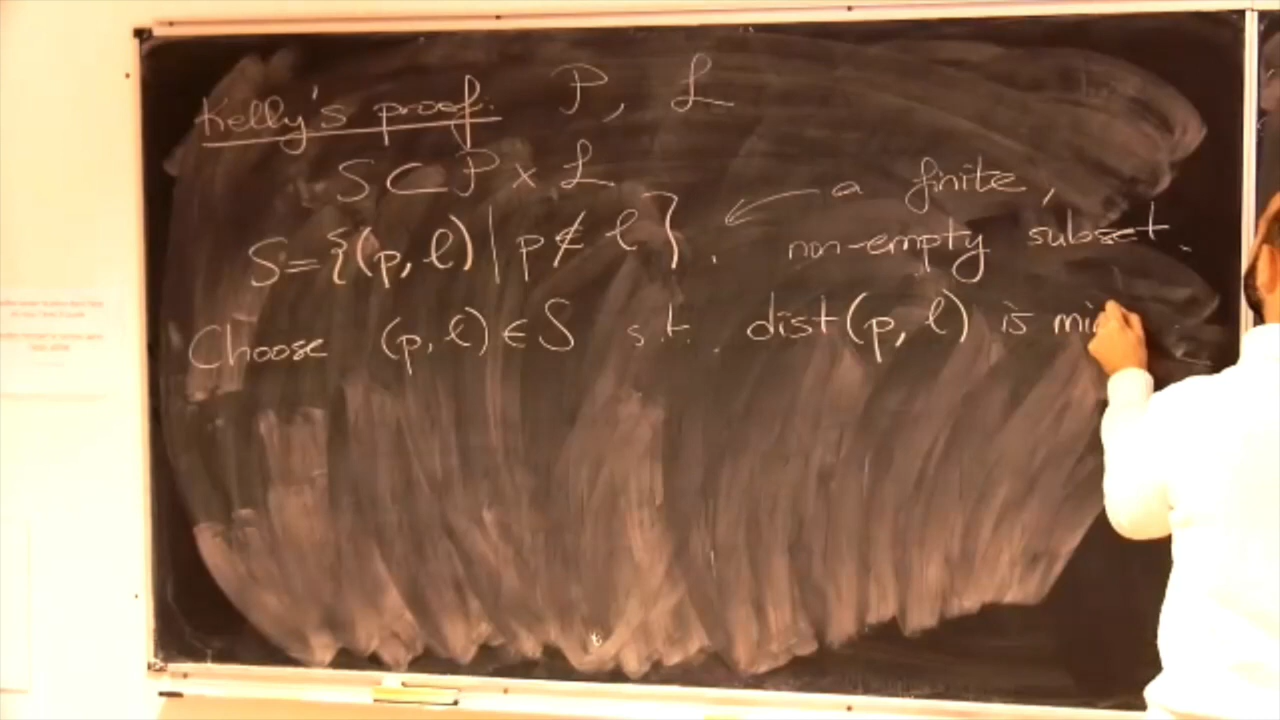 Kelly's proof. P, L
S ⊂ P × L
S = {(p, ℓ) | p ∉ ℓ}. ← a finite,
non-empty subset.
Choose (p, ℓ) ∈ S s.t. dist(p, ℓ) is mi